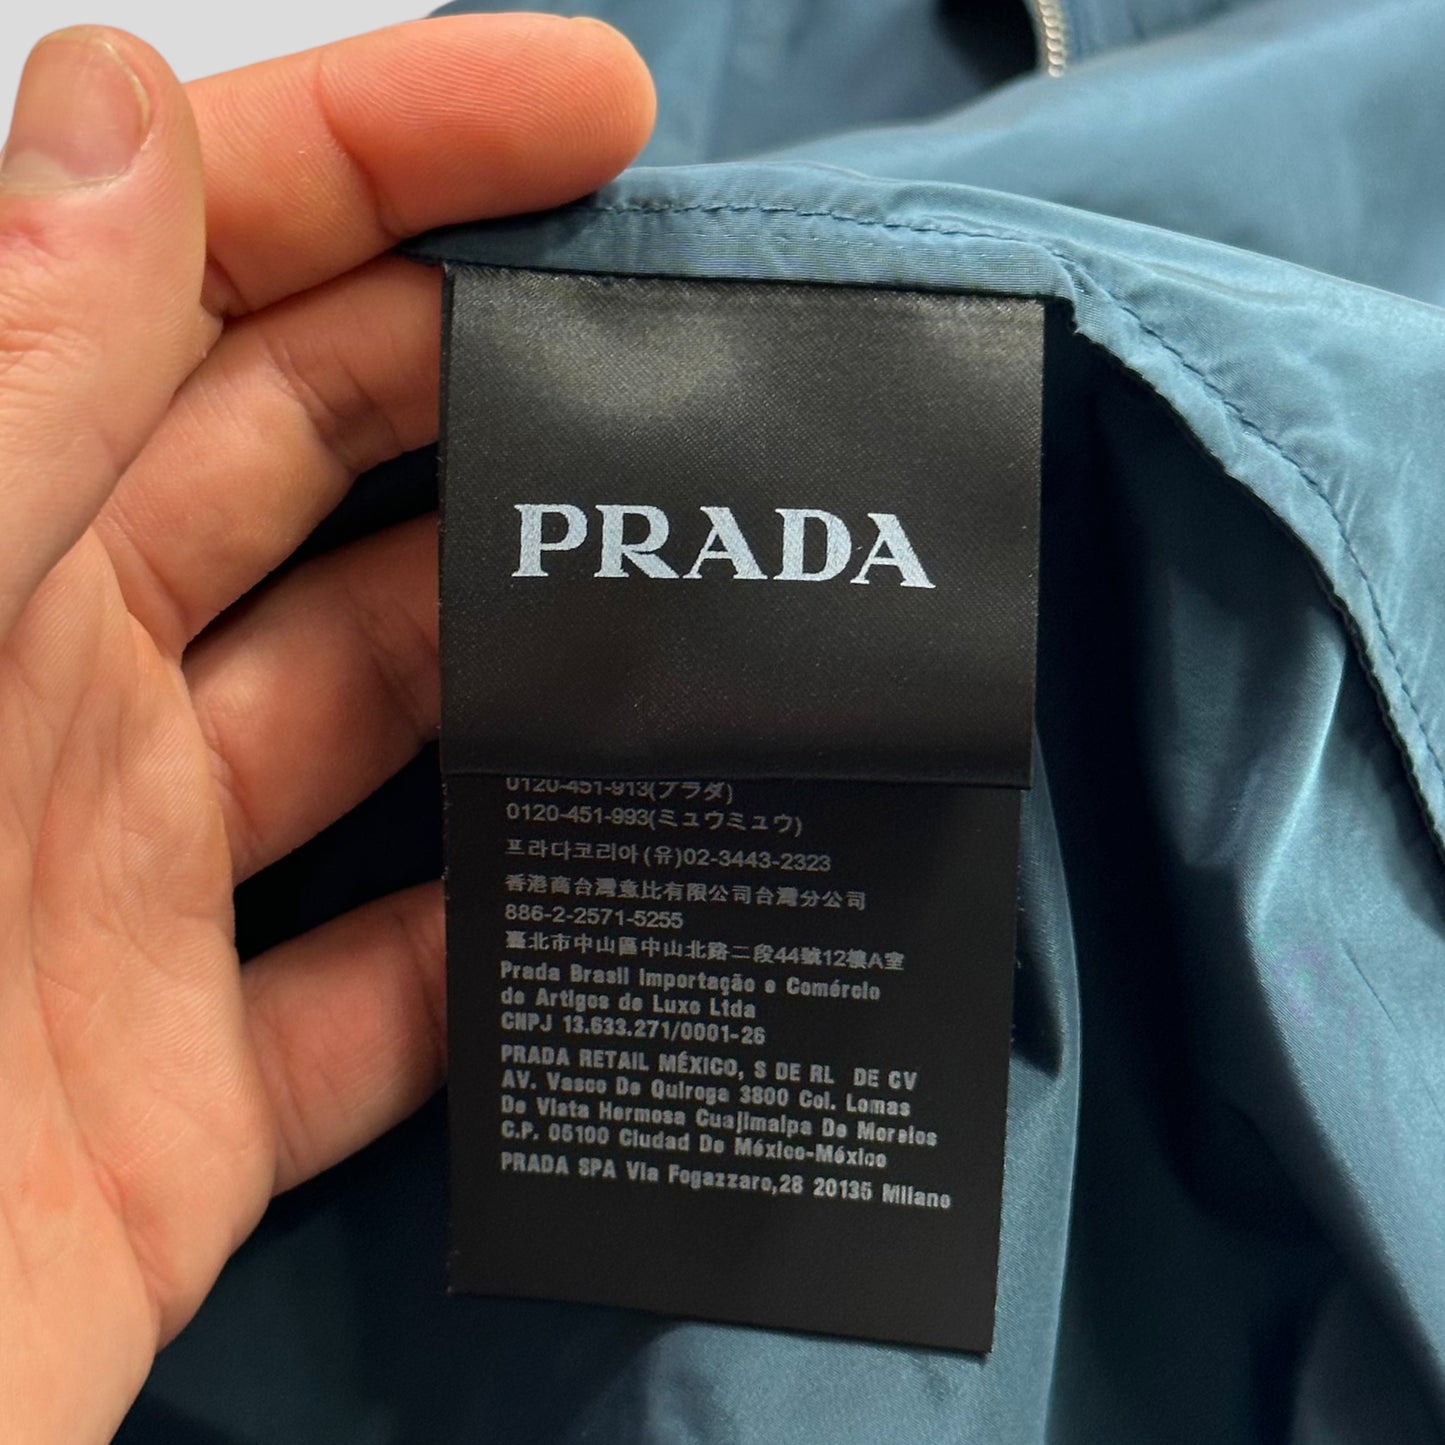 PRADA
0120-451-913(プラダ)
0120-451-993(ミュウミュウ)
프라다코리아(유)02-3443-2323
香港商台灣壹比有限公司台灣分公司
886-2-2571-5255
臺北市中山區中山北路二段44號12樓A室
Prada Brasil Importação e Comércio
de Artigos de Luxo Ltda
CNPJ 13.633.271/0001-26
PRADA RETAIL MÉXICO, S DE RL DE CV
AV. Vasco De Quiroga 3800 Col. Lomas
De Vista Hermosa Cuajimalpa De Morelos
C.P. 05100 Ciudad De México-México
PRADA SPA Via Fogazzaro,28 20135 Milano